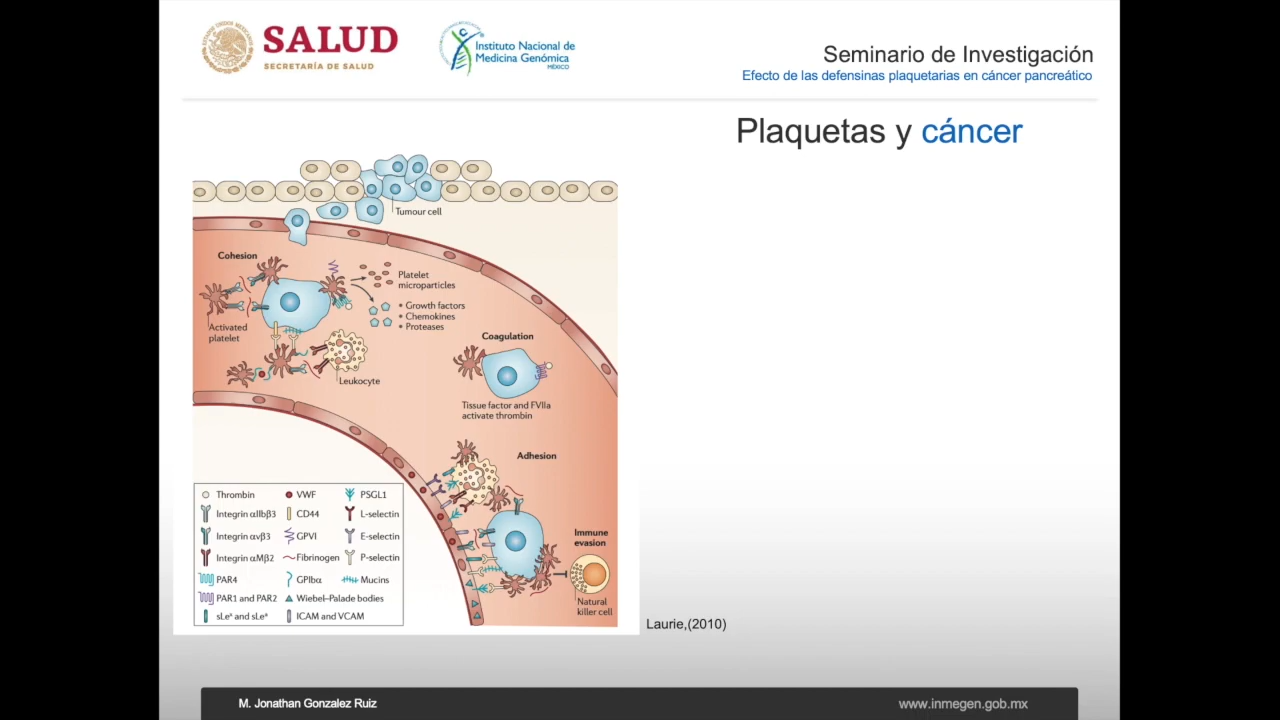 SALUD
SECRETARÍA DE SALUD
Instituto Nacional de
Medicina Genómica
MÉXICO
Seminario de Investigación
Efecto de las defensinas plaquetarias en cáncer pancreático
Plaquetas y cáncer
Tumour cell
Cohesion
Platelet
microparticles
• Growth factors
• Chemokines
• Proteases
Activated
platelet
Leukocyte
Coagulation
Tissue factor and FVIIa
activate thrombin
Adhesion
Immune
evasion
Natural
killer cell
Thrombin
VWF
PSGL1
Integrin αIIbβ3
CD44
L-selectin
Integrin αvβ3
GPVI
E-selectin
Integrin αMβ2
Fibrinogen
P-selectin
PAR4
GPIbα
Mucins
PAR1 and PAR2
Wiebel–Palade bodies
sLeˣ and sLeᵃ
ICAM and VCAM
Laurie,(2010)
M. Jonathan Gonzalez Ruiz
www.inmegen.gob.mx